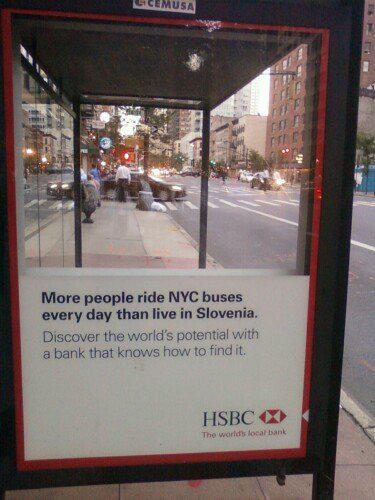 CEMUSA
More people ride NYC buses
every day than live in Slovenia.
Discover the world's potential with
a bank that knows how to find it.
HSBC
The world's local bank